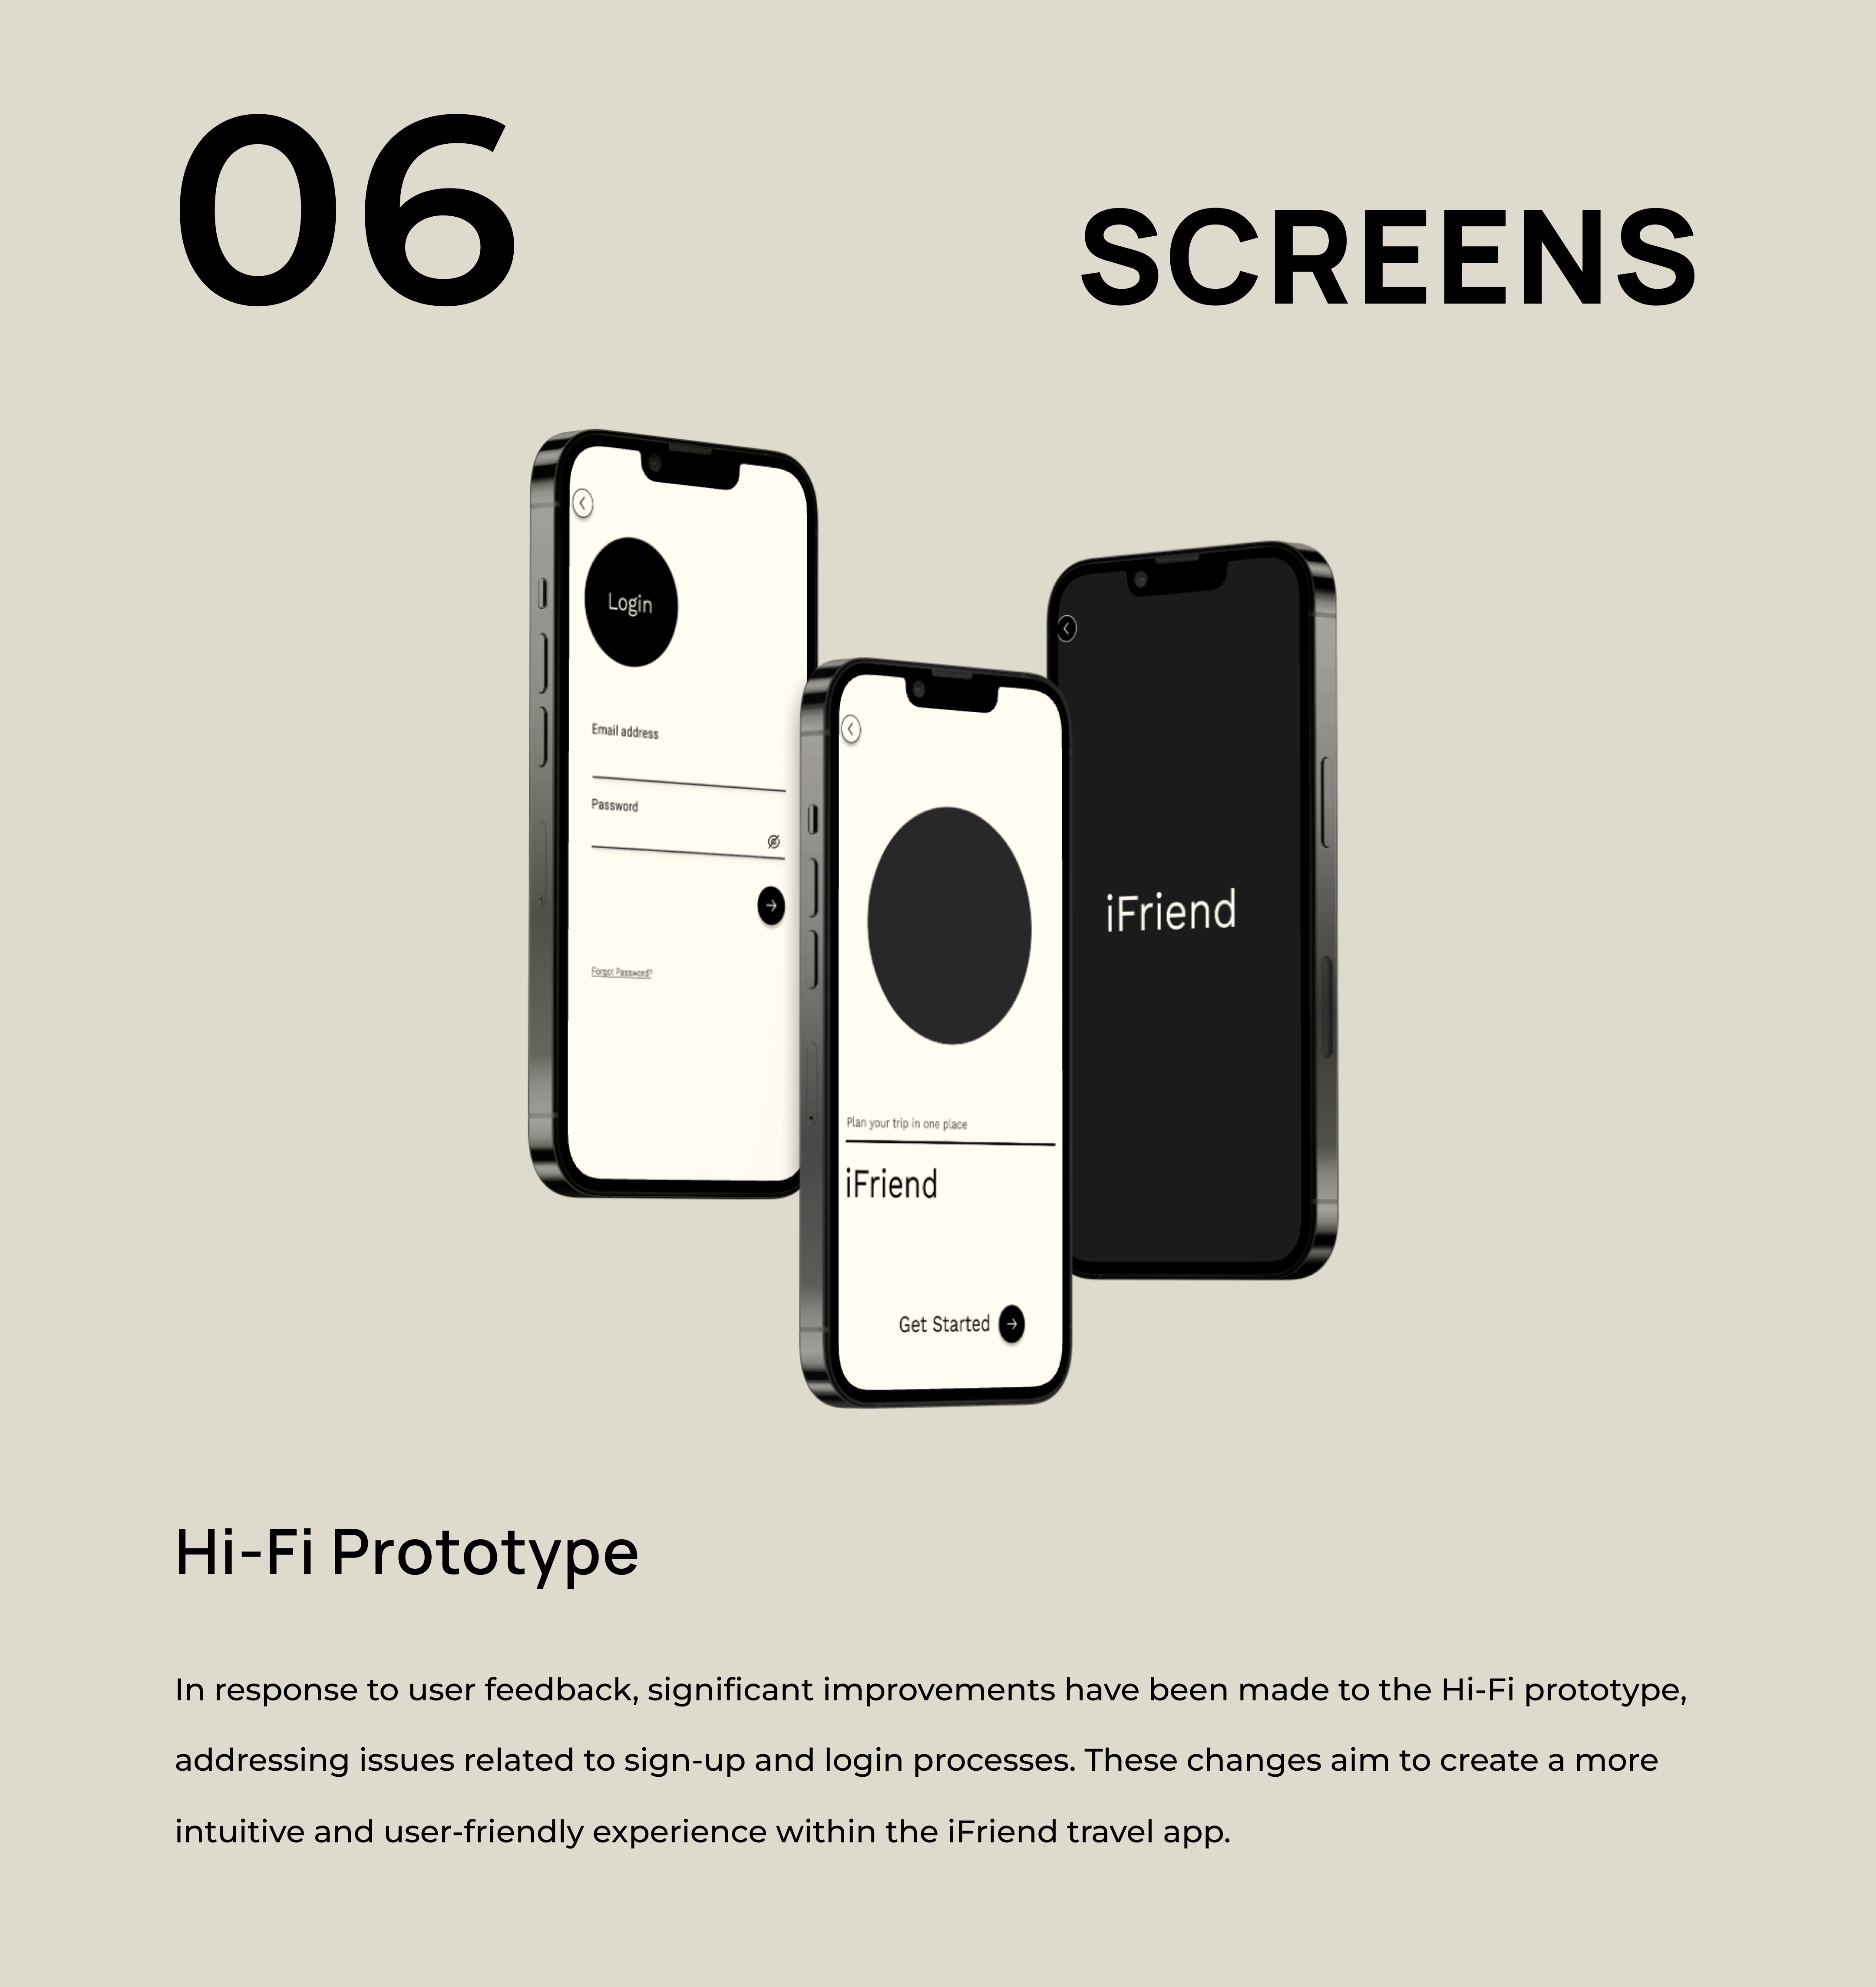 06
SCREENS
Login
Email address
Password
Forgot Password?
Plan your trip in one place
iFriend
Get Started
iFriend
Hi-Fi Prototype
In response to user feedback, significant improvements have been made to the Hi-Fi prototype,
addressing issues related to sign-up and login processes. These changes aim to create a more
intuitive and user-friendly experience within the iFriend travel app.